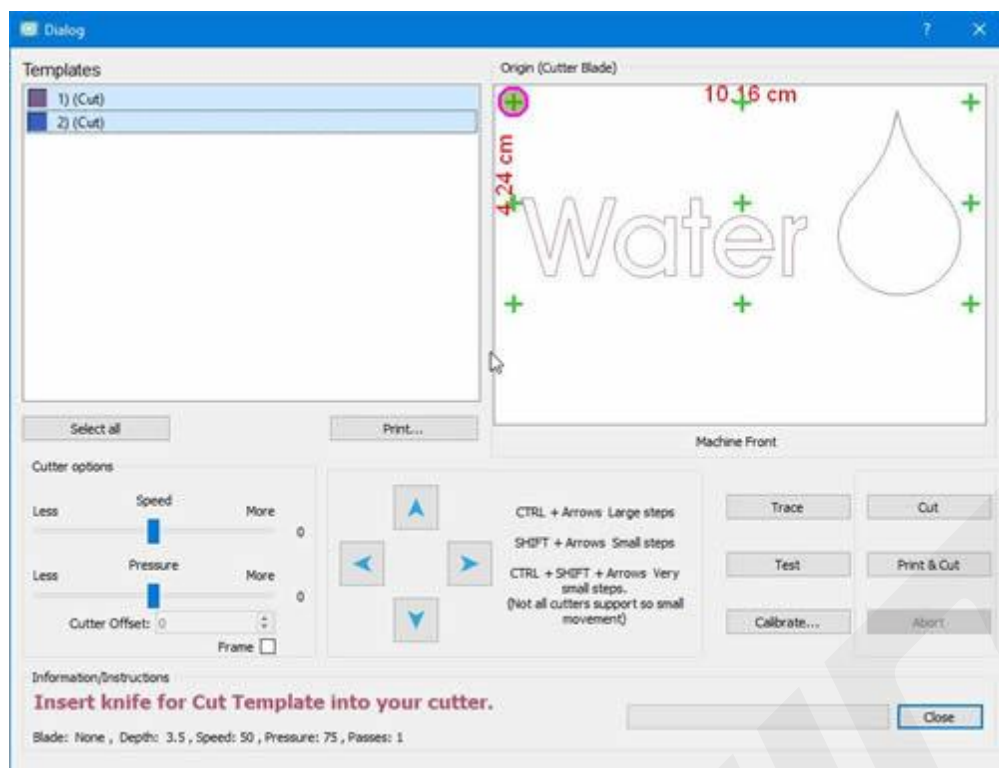 Dialog
?
Templates
1) (Cut)
2) (Cut)
Select all
Print...
Origin (Cutter Blade)
10.16 cm
4.24 cm
Water
Machine Front
Cutter options
Speed
Less
More
0
Pressure
Less
More
0
Cutter Offset: 0
Frame
CTRL + Arrows Large steps
SHIFT + Arrows Small steps
CTRL + SHIFT + Arrows Very
small steps.
(Not all cutters support so small
movement)
Trace
Cut
Test
Print & Cut
Calibrate...
Abort
Information/Instructions
Insert knife for Cut Template into your cutter.
Blade: None , Depth: 3.5 , Speed: 50 , Pressure: 75 , Passes: 1
Close